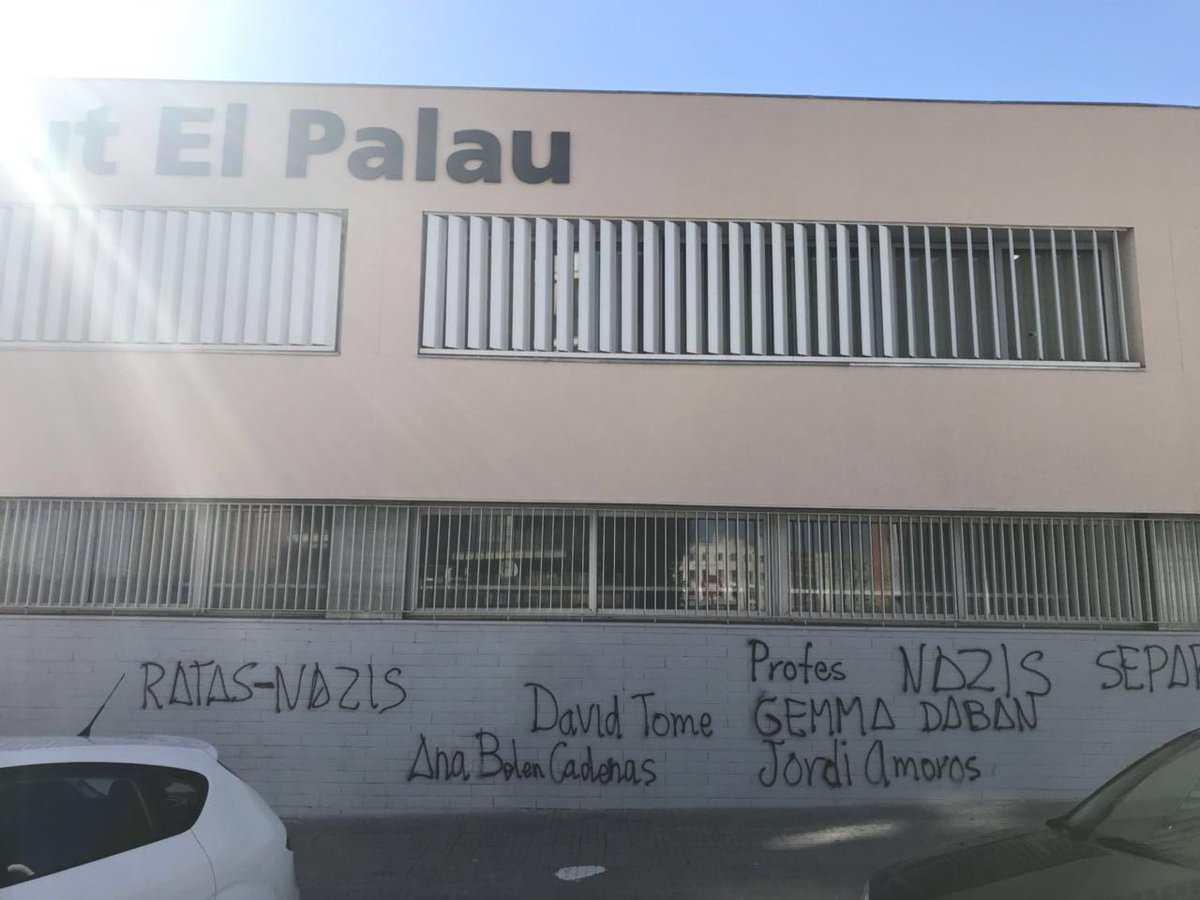 ut El Palau
RATAS-NAZIS
Profes NAZIS SEPAR
David Tome GEMMA DABAN
Ana Belen Cadenas Jordi Amoros